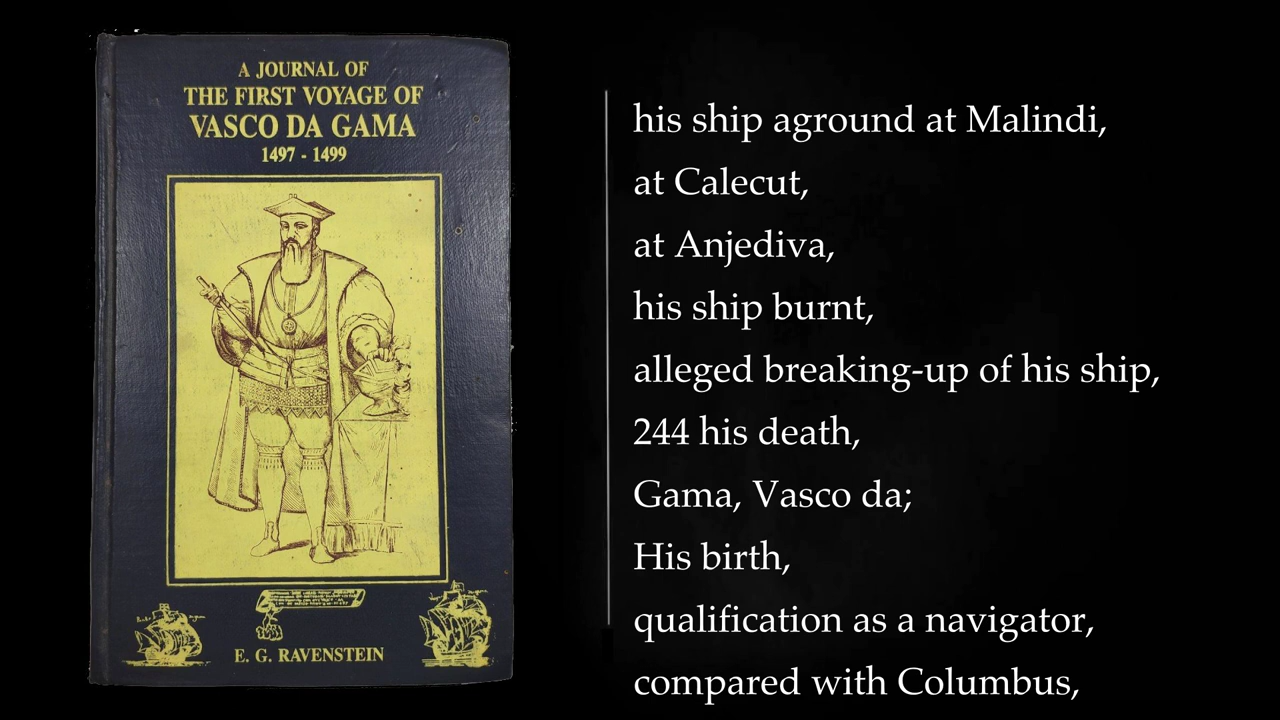 A JOURNAL OF
THE FIRST VOYAGE OF
VASCO DA GAMA
1497 - 1499
E. G. RAVENSTEIN
his ship aground at Malindi,
at Calecut,
at Anjediva,
his ship burnt,
alleged breaking-up of his ship,
244 his death,
Gama, Vasco da;
His birth,
qualification as a navigator,
compared with Columbus,